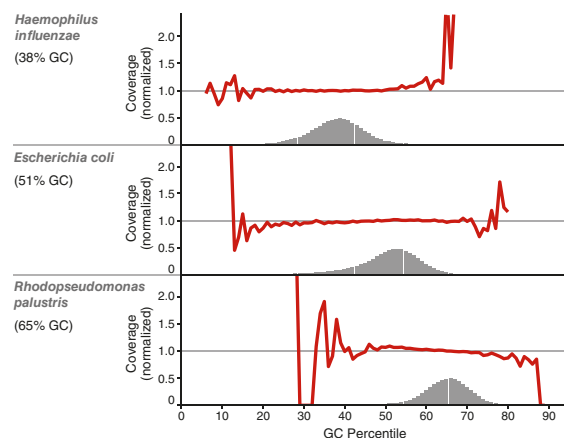 Haemophilus
influenzae
(38% GC)
Coverage
(normalized)
2.0
1.5
1.0
0.5
0
Escherichia coli
(51% GC)
Coverage
(normalized)
2.0
1.5
1.0
0.5
0
Rhodopseudomonas
palustris
(65% GC)
Coverage
(normalized)
2.0
1.5
1.0
0.5
0
0 10 20 30 40 50 60 70 80 90
GC Percentile